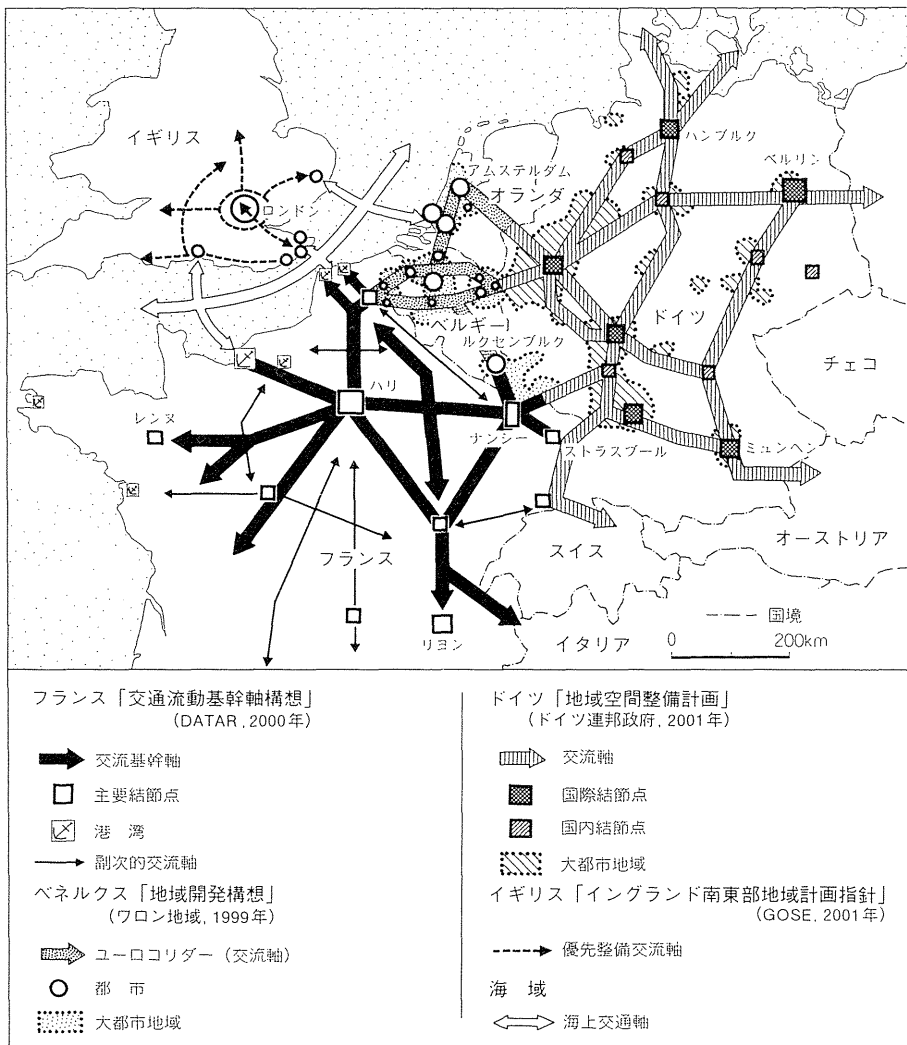 イギリス
ロンドン
アムステルダム
オランダ
ハンブルク
ベルリン
ベルギー
?
ルクセンブルク
ドイツ
チェコ
パリ
レンヌ
ナンシー
ストラスブール
ミュンヘン
フランス
スイス
オーストリア
リヨン
イタリア
国境
0 200km
フランス「交通流動基幹軸構想」
(DATAR, 2000年)
交流基幹軸
主要結節点
港 湾
副次的交流軸
ベネルクス「地域開発構想」
(ワロン地域, 1999年)
ユーロコリダー(交流軸)
都 市
大都市地域
ドイツ「地域空間整備計画」
(ドイツ連邦政府, 2001年)
交流軸
国際結節点
国内結節点
大都市地域
イギリス「イングランド南東部地域計画指針」
(GOSE, 2001年)
優先整備交流軸
海 域
海上交通軸